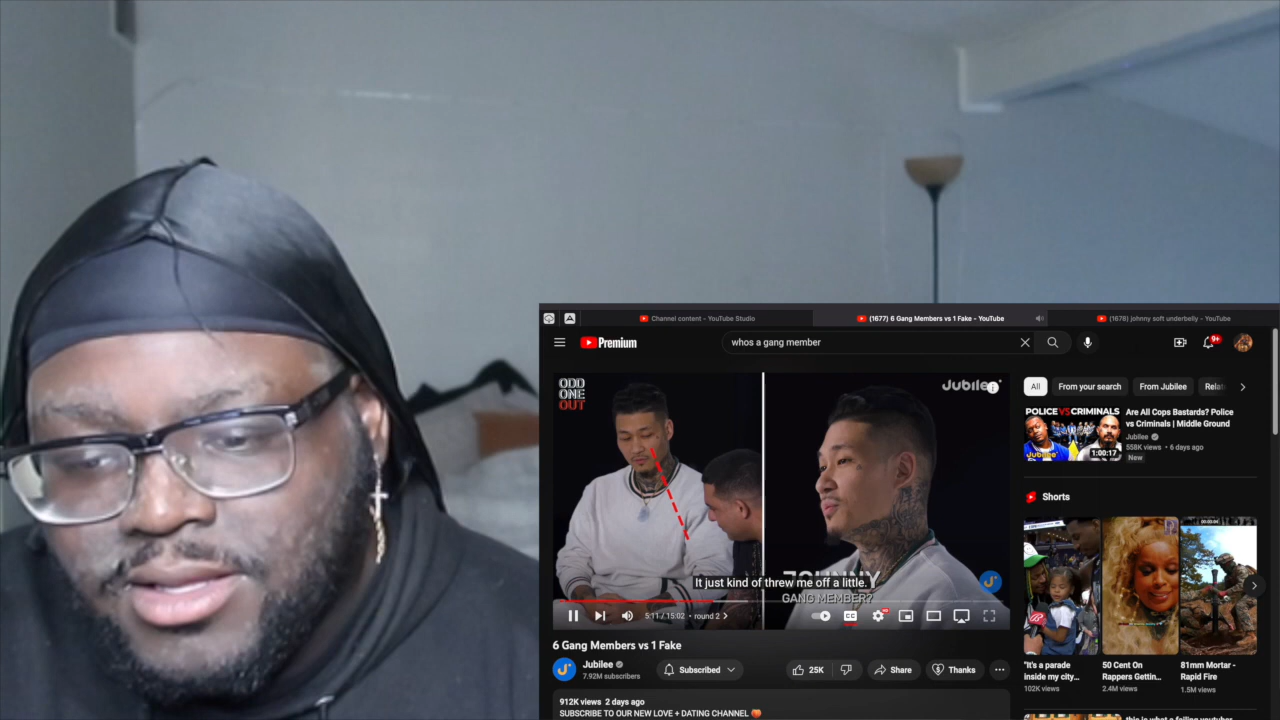 Channel content - YouTube Studio
(1677) 6 Gang Members vs 1 Fake - YouTube
(1678) johnny soft underbelly - YouTube
Premium
whos a gang member
9+
ODD
ONE
OUT
Jubilee
It just kind of threw me off a little.
GANG MEMBER?
5:11 / 15:02 • round 2
6 Gang Members vs 1 Fake
Jubilee
7.92M subscribers
Subscribed
25K
Share
Thanks
912K views 2 days ago
SUBSCRIBE TO OUR NEW LOVE + DATING CHANNEL
All
From your search
From Jubilee
Relat
POLICE VS CRIMINALS
Jubilee
1:00:17
Are All Cops Bastards? Police
vs Criminals | Middle Ground
Jubilee
558K views • 6 days ago
New
Shorts
"It's a parade
inside my city...
102K views
50 Cent On
Rappers Gettin...
2.4M views
81mm Mortar -
Rapid Fire
1.5M views